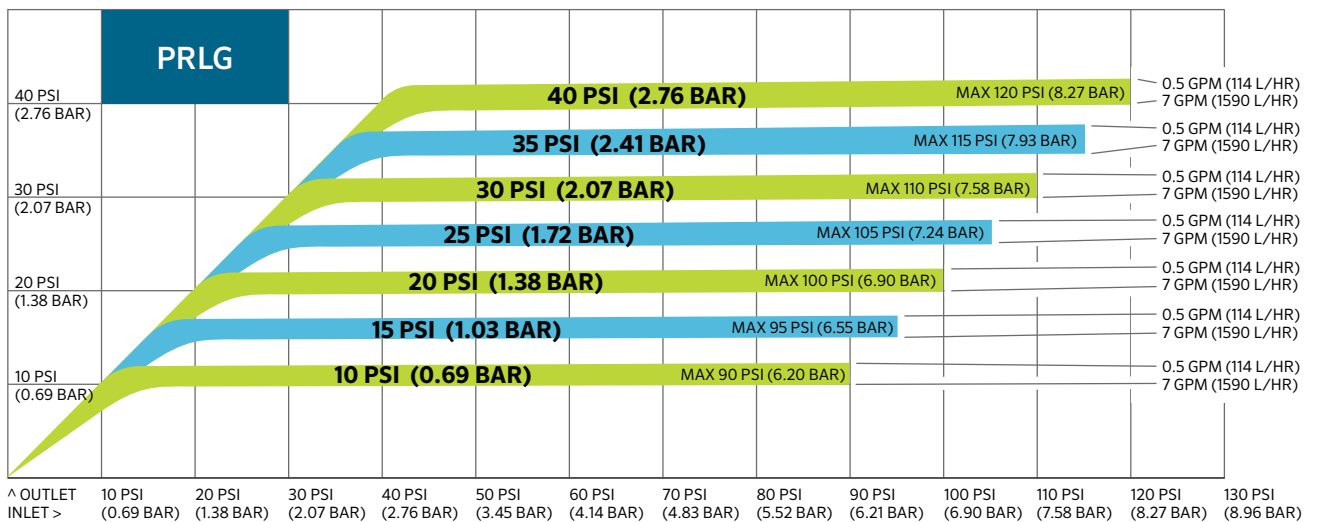 PRLG
40 PSI
(2.76 BAR)
40 PSI (2.76 BAR)
MAX 120 PSI (8.27 BAR)
0.5 GPM (114 L/HR)
7 GPM (1590 L/HR)
35 PSI (2.41 BAR)
MAX 115 PSI (7.93 BAR)
0.5 GPM (114 L/HR)
7 GPM (1590 L/HR)
30 PSI
(2.07 BAR)
30 PSI (2.07 BAR)
MAX 110 PSI (7.58 BAR)
0.5 GPM (114 L/HR)
7 GPM (1590 L/HR)
25 PSI (1.72 BAR)
MAX 105 PSI (7.24 BAR)
0.5 GPM (114 L/HR)
7 GPM (1590 L/HR)
20 PSI
(1.38 BAR)
20 PSI (1.38 BAR)
MAX 100 PSI (6.90 BAR)
0.5 GPM (114 L/HR)
7 GPM (1590 L/HR)
15 PSI (1.03 BAR)
MAX 95 PSI (6.55 BAR)
0.5 GPM (114 L/HR)
7 GPM (1590 L/HR)
10 PSI
(0.69 BAR)
10 PSI (0.69 BAR)
MAX 90 PSI (6.20 BAR)
0.5 GPM (114 L/HR)
7 GPM (1590 L/HR)
^ OUTLET
INLET >
10 PSI
(0.69 BAR)
20 PSI
(1.38 BAR)
30 PSI
(2.07 BAR)
40 PSI
(2.76 BAR)
50 PSI
(3.45 BAR)
60 PSI
(4.14 BAR)
70 PSI
(4.83 BAR)
80 PSI
(5.52 BAR)
90 PSI
(6.21 BAR)
100 PSI
(6.90 BAR)
110 PSI
(7.58 BAR)
120 PSI
(8.27 BAR)
130 PSI
(8.96 BAR)